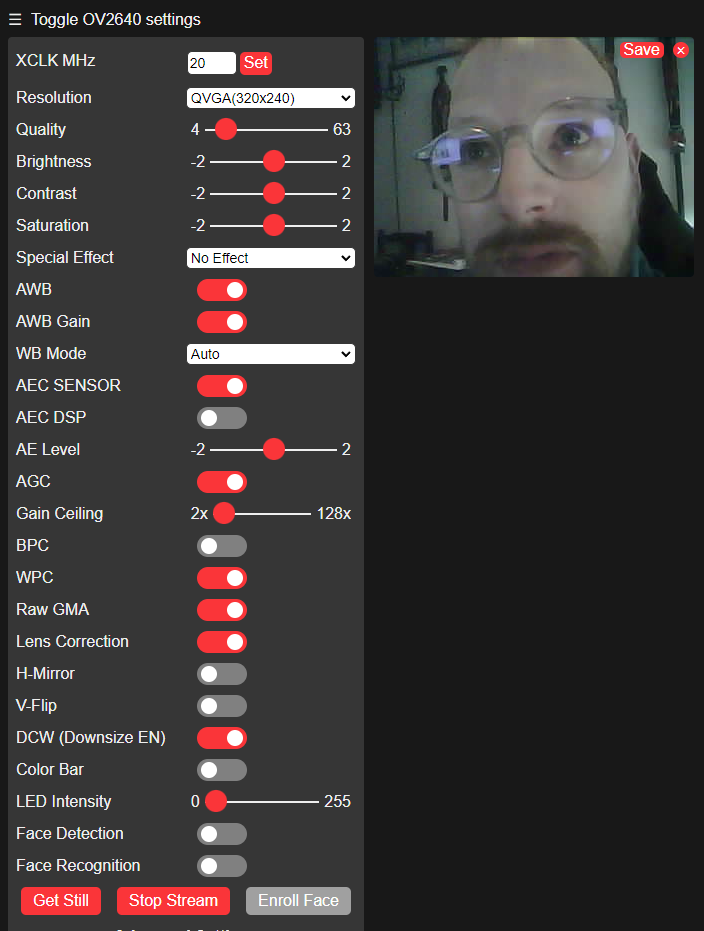 ☰ Toggle OV2640 settings
XCLK MHz 20 Set
Resolution QVGA(320x240)
Quality 4 63
Brightness -2 2
Contrast -2 2
Saturation -2 2
Special Effect No Effect
AWB
AWB Gain
WB Mode Auto
AEC SENSOR
AEC DSP
AE Level -2 2
AGC
Gain Ceiling 2x 128x
BPC
WPC
Raw GMA
Lens Correction
H-Mirror
V-Flip
DCW (Downsize EN)
Color Bar
LED Intensity 0 255
Face Detection
Face Recognition
Get Still Stop Stream Enroll Face
Save ×